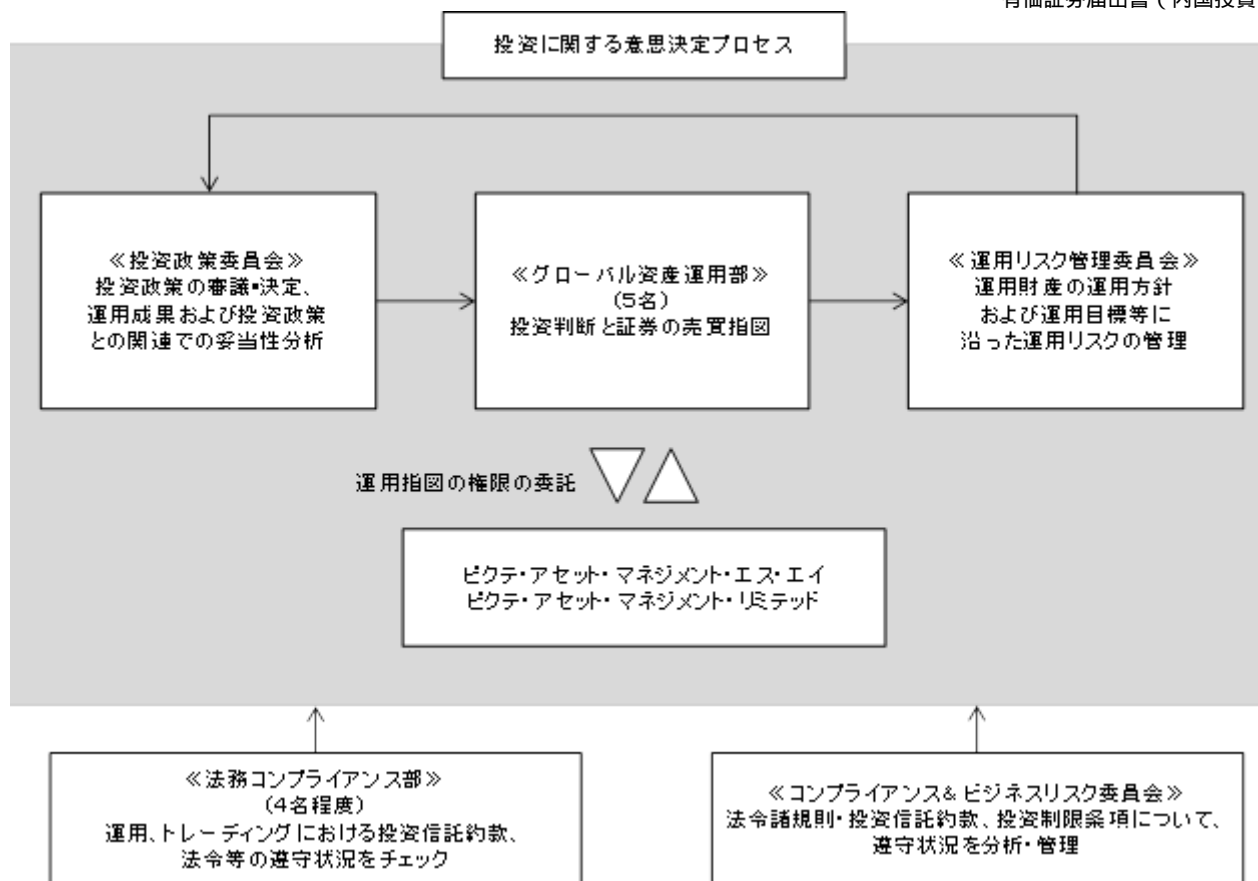 有価証券届出書(内国投資
投資に関する意思決定プロセス
≪投資政策委員会≫
投資政策の審議・決定、
運用成果および投資政策
との関連での妥当性分析
≪グローバル資産運用部≫
(5名)
投資判断と証券の売買指図
≪運用リスク管理委員会≫
運用財産の運用方針
および運用目標等に
沿った運用リスクの管理
運用指図の権限の委託
ピクテ・アセット・マネジメント・エス・エイ
ピクテ・アセット・マネジメント・リミテッド
≪法務コンプライアンス部≫
(4名程度)
運用、トレーディングにおける投資信託約款、
法令等の遵守状況をチェック
≪コンプライアンス&ビジネスリスク委員会≫
法令諸規則・投資信託約款、投資制限条項について、
遵守状況を分析・管理